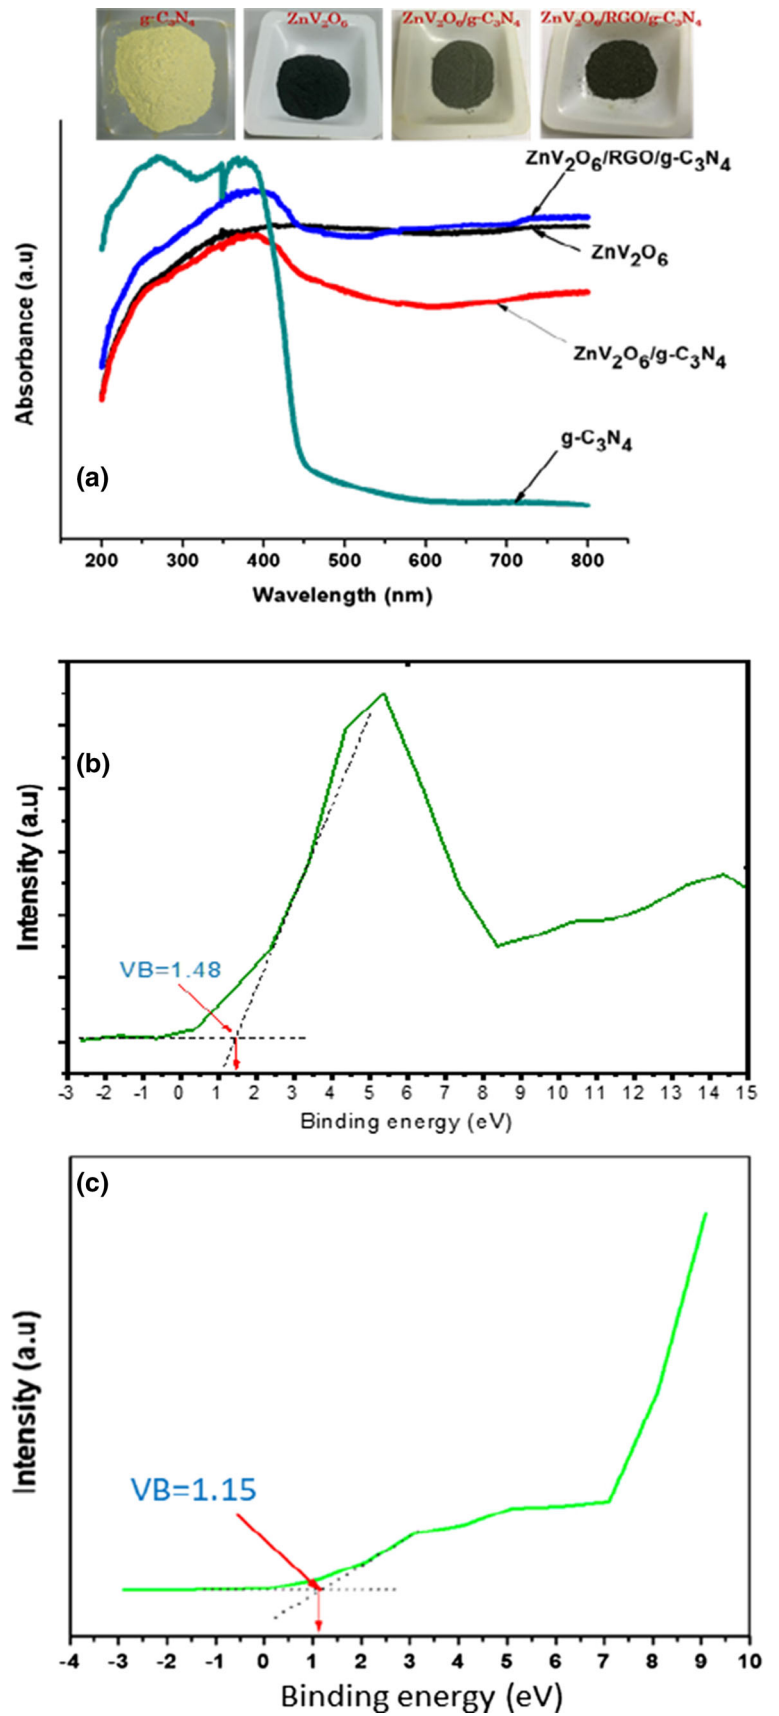 g-C₃N₄ ZnV₂O₆ ZnV₂O₆/g-C₃N₄ ZnV₂O₆/RGO/g-C₃N₄
ZnV₂O₆/RGO/g-C₃N₄
ZnV₂O₆
ZnV₂O₆/g-C₃N₄
g-C₃N₄
Absorbance (a.u)
(a)
200 300 400 500 600 700 800
Wavelength (nm)
(b)
Intensity (a.u)
VB=1.48
-3 -2 -1 0 1 2 3 4 5 6 7 8 9 10 11 12 13 14 15
Binding energy (eV)
(c)
Intensity (a.u)
VB=1.15
-4 -3 -2 -1 0 1 2 3 4 5 6 7 8 9 10
Binding energy (eV)